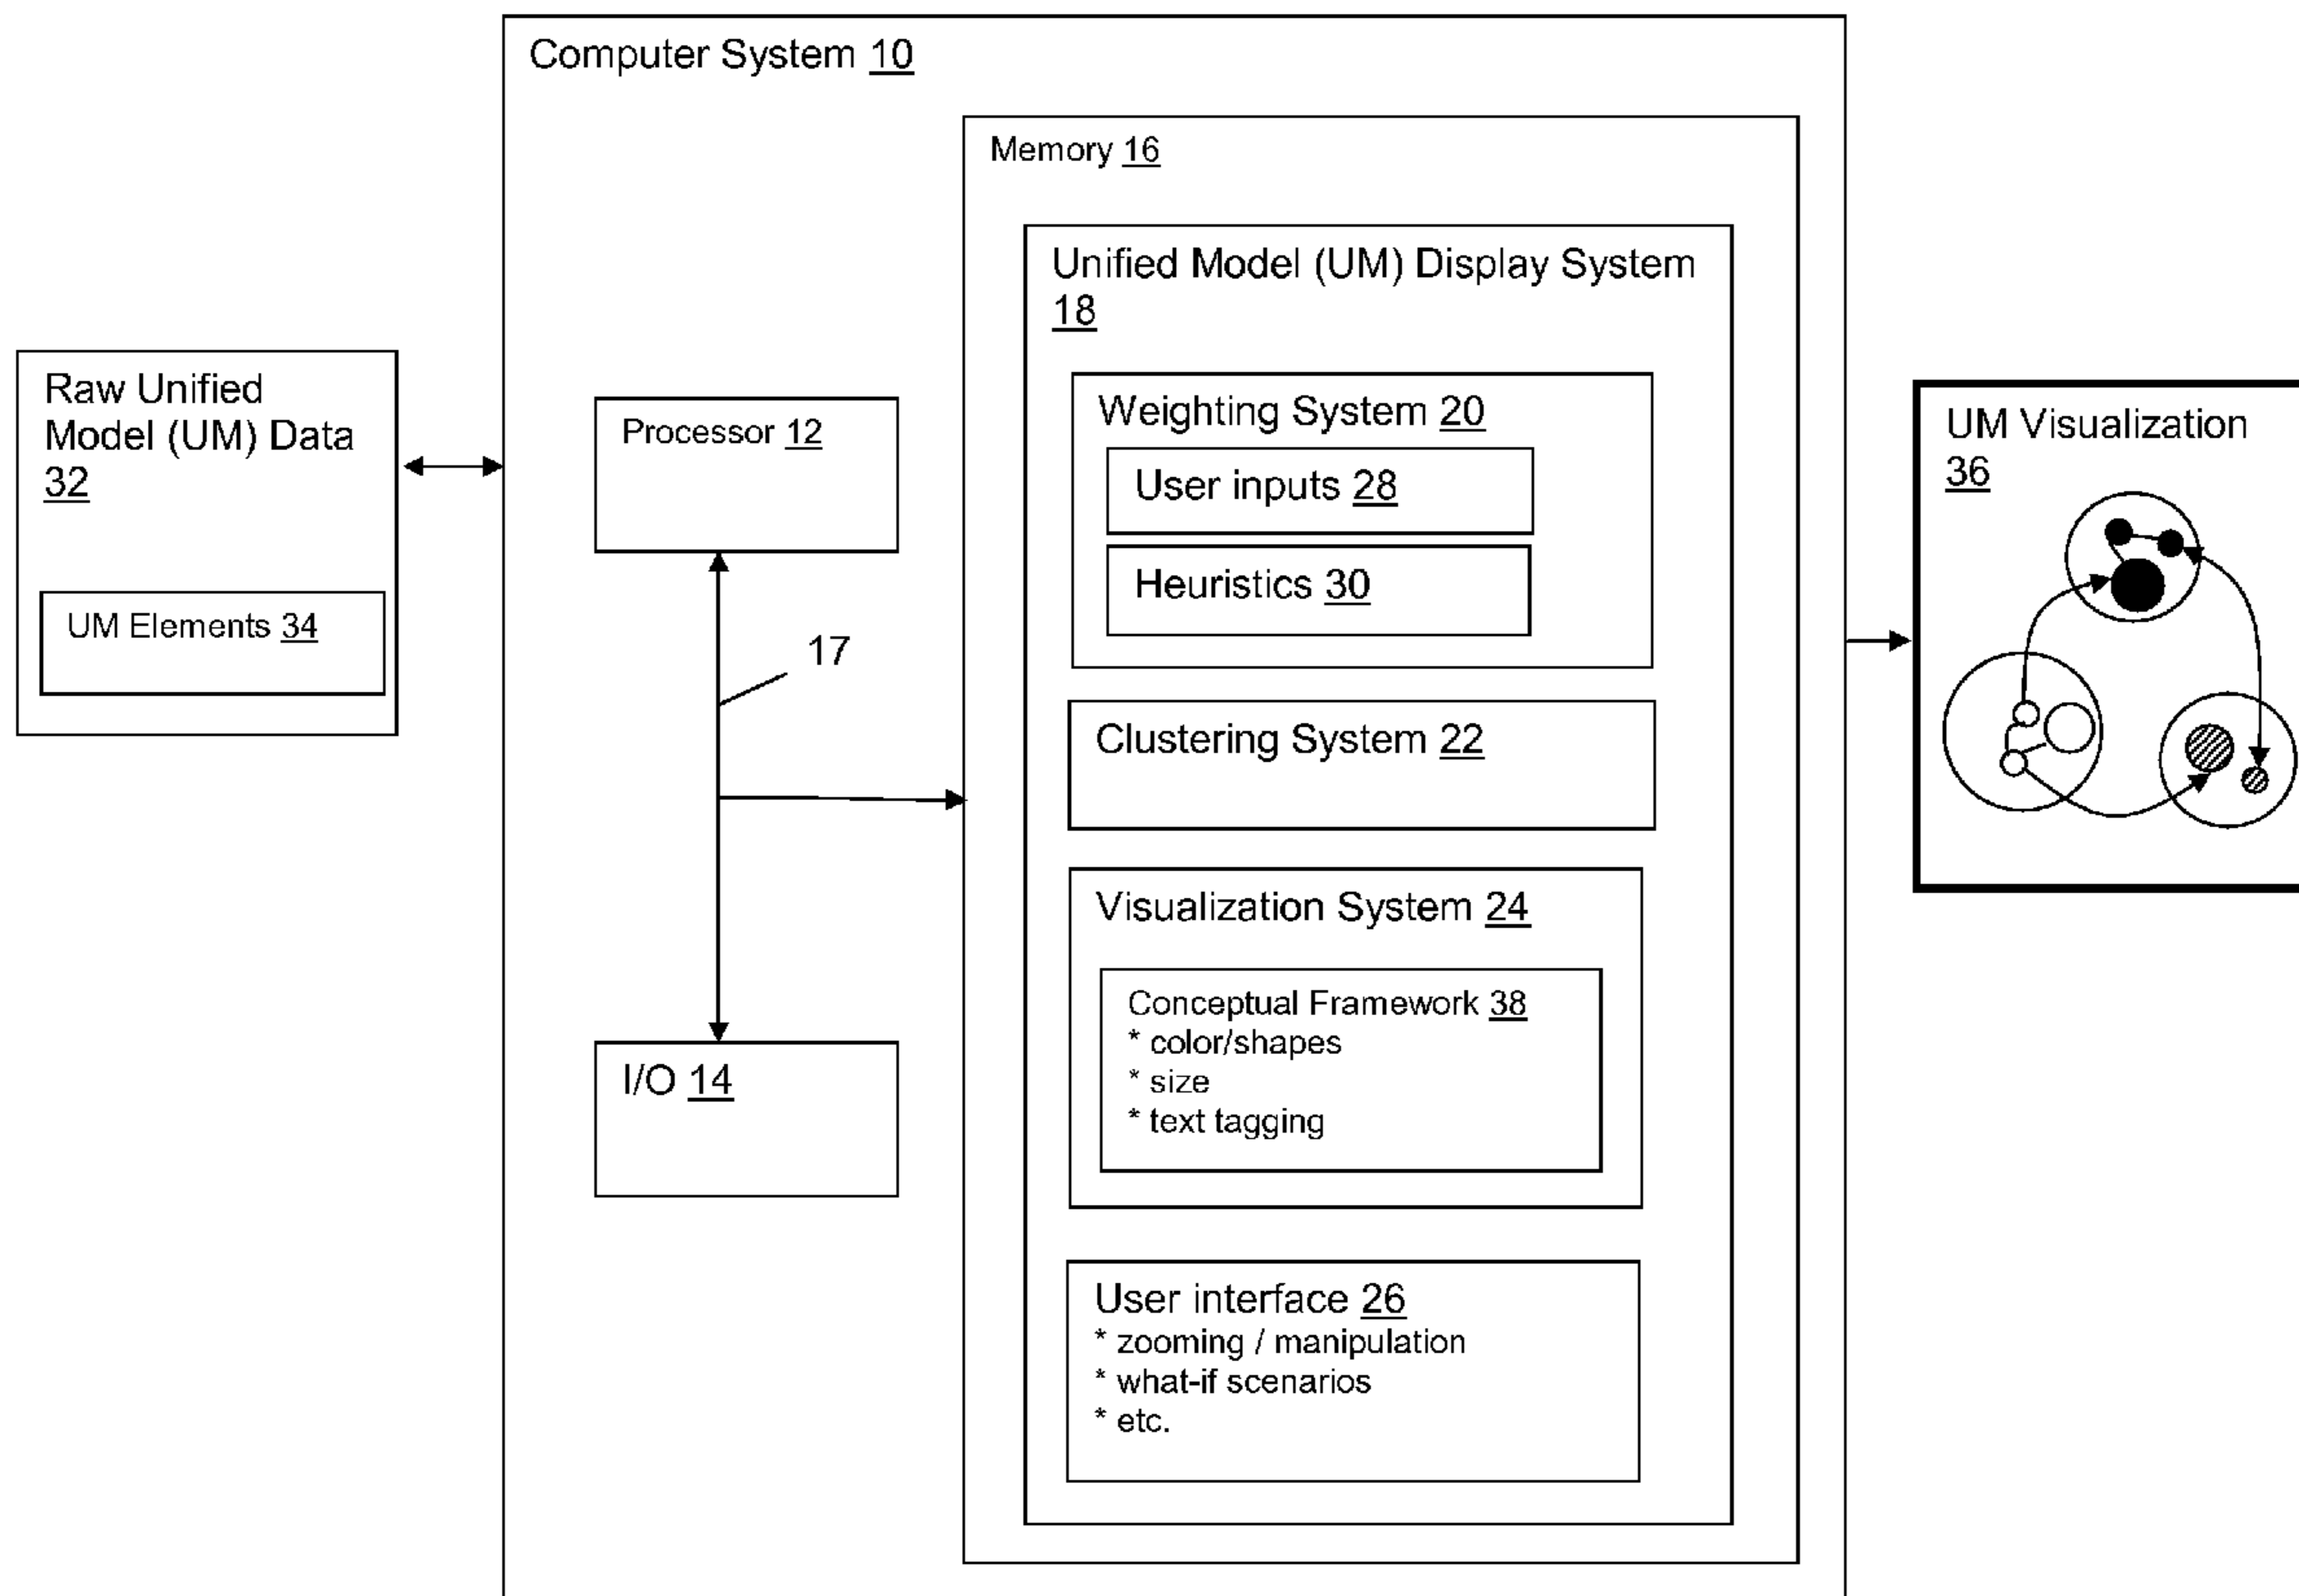 Computer System 10
Memory 16
Unified Model (UM) Display System
18
Raw Unified
Model (UM) Data
32
UM Elements 34
Processor 12
17
I/O 14
Weighting System 20
User inputs 28
Heuristics 30
Clustering System 22
Visualization System 24
Conceptual Framework 38
* color/shapes
* size
* text tagging
User interface 26
* zooming / manipulation
* what-if scenarios
* etc.
UM Visualization
36